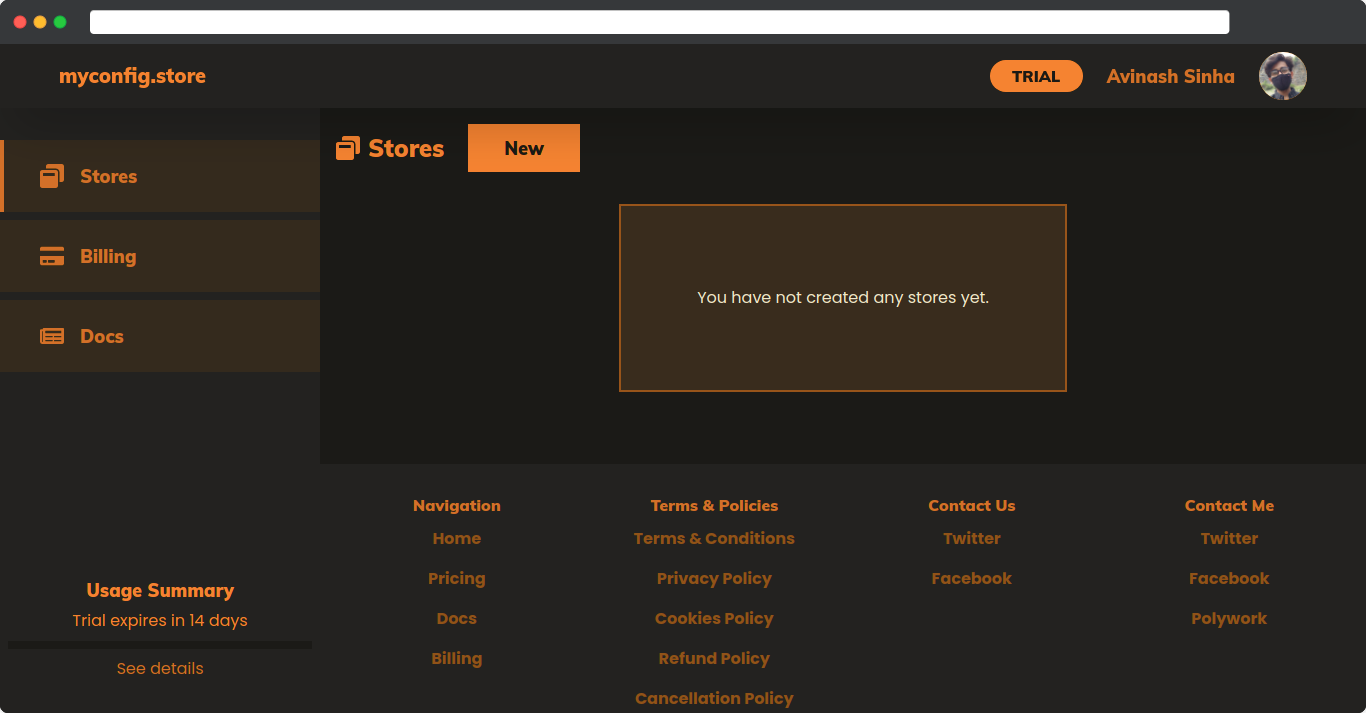 myconfig.store
TRIAL
Avinash Sinha
Stores
Billing
Docs
Usage Summary
Trial expires in 14 days
See details
Stores
New
You have not created any stores yet.
Navigation
Home
Pricing
Docs
Billing
Terms & Policies
Terms & Conditions
Privacy Policy
Cookies Policy
Refund Policy
Cancellation Policy
Contact Us
Twitter
Facebook
Contact Me
Twitter
Facebook
Polywork